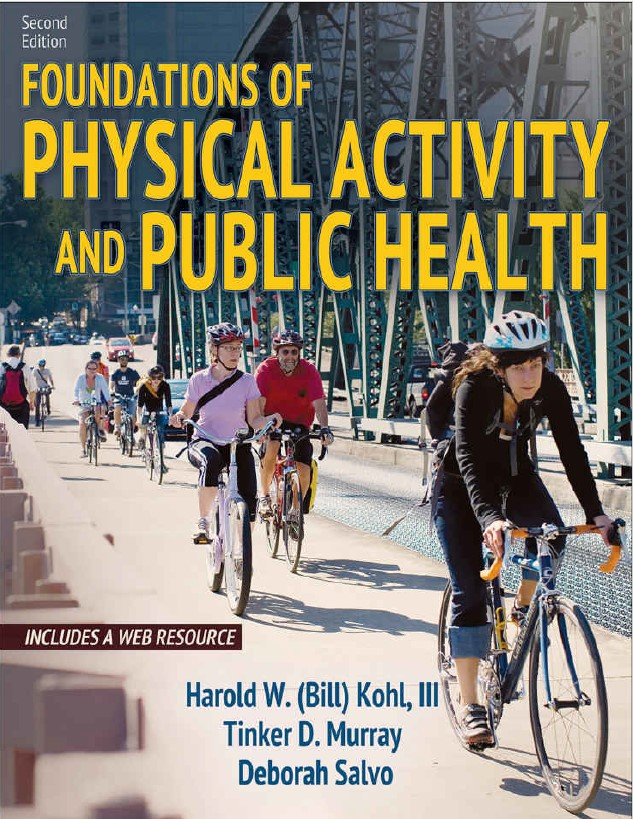 Second
Edition
FOUNDATIONS OF
PHYSICAL ACTIVITY
AND PUBLIC HEALTH
INCLUDES A WEB RESOURCE
Harold W. (Bill) Kohl, III
Tinker D. Murray
Deborah Salvo